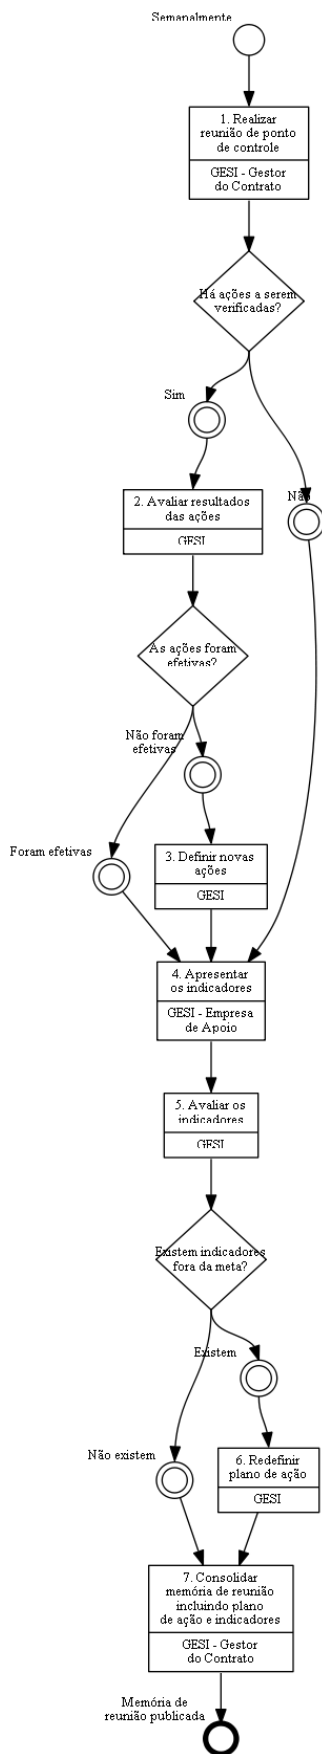 Semanalmente
1. Realizar
reunião de ponto
de controle
GESI - Gestor
do Contrato
Há ações a serem
verificadas?
Sim
Não
2. Avaliar resultados
das ações
GESI
As ações foram
efetivas?
Não foram
efetivas
Foram efetivas
3. Definir novas
ações
GESI
4. Apresentar
os indicadores
GESI - Empresa
de Apoio
5. Avaliar os
indicadores
GESI
Existem indicadores
fora da meta?
Existem
Não existem
6. Redefinir
plano de ação
GESI
7. Consolidar
memória de reunião
incluindo plano
de ação e indicadores
GESI - Gestor
do Contrato
Memória de
reunião publicada